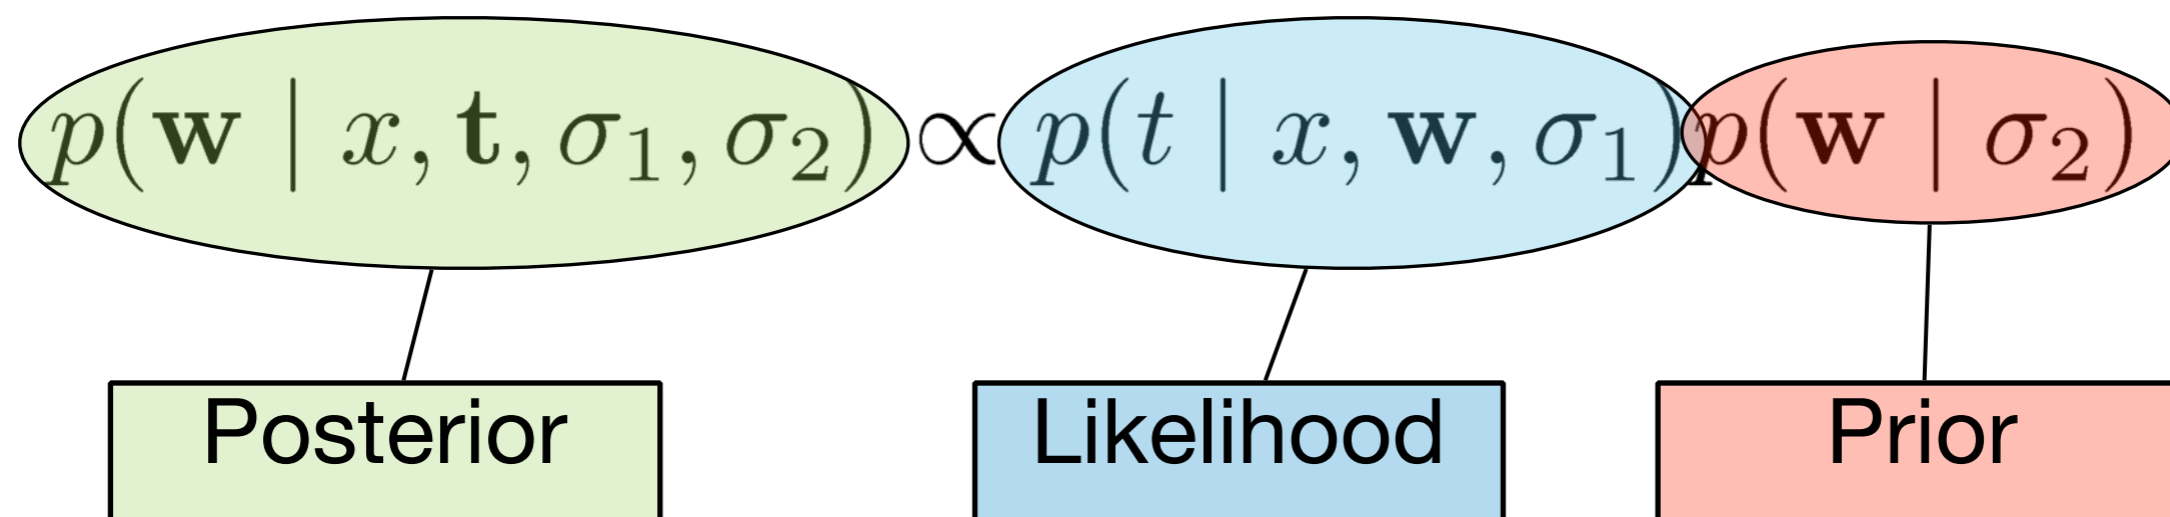 p(𝐰 | x, 𝐭, σ₁, σ₂) ∝ p(t | x, 𝐰, σ₁)p(𝐰 | σ₂)
Posterior Likelihood Prior